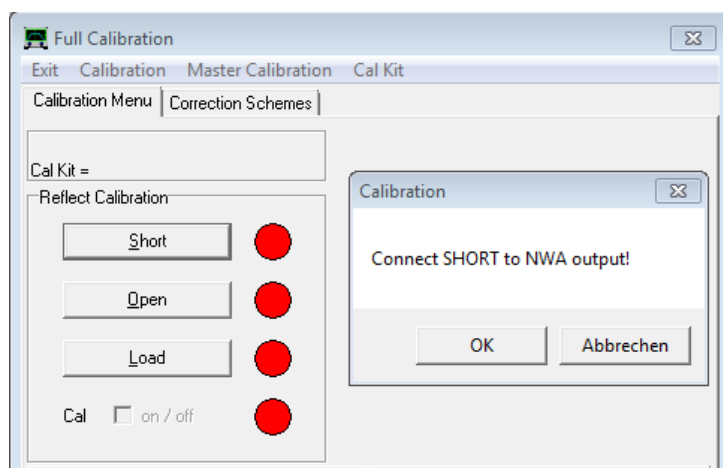 Full Calibration
Exit Calibration Master Calibration Cal Kit
Calibration Menu Correction Schemes
Cal Kit =
Reflect Calibration
Short
Open
Load
Cal on / off
Calibration
Connect SHORT to NWA output!
OK Abbrechen